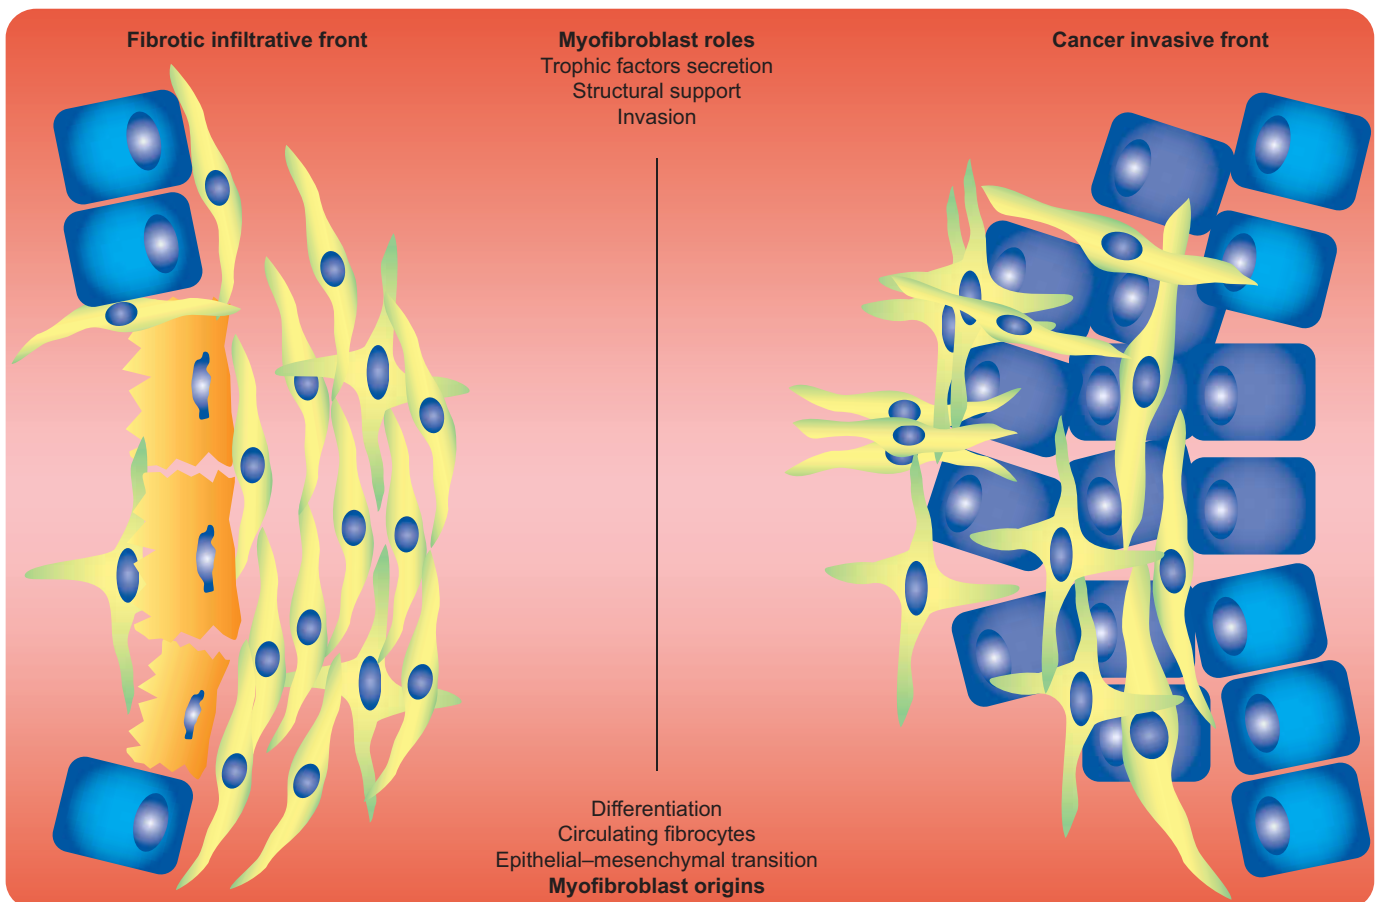 Fibrotic infiltrative front
Myofibroblast roles
Trophic factors secretion
Structural support
Invasion
Cancer invasive front
Differentiation
Circulating fibrocytes
Epithelial–mesenchymal transition
Myofibroblast origins